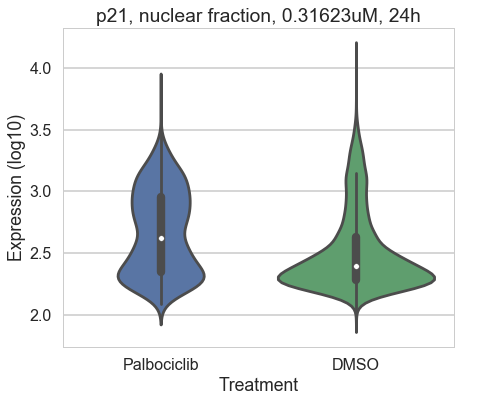 p21, nuclear fraction, 0.31623uM, 24h
4.0
3.5
3.0
2.5
2.0
Expression (log10)
Palbociclib DMSO
Treatment